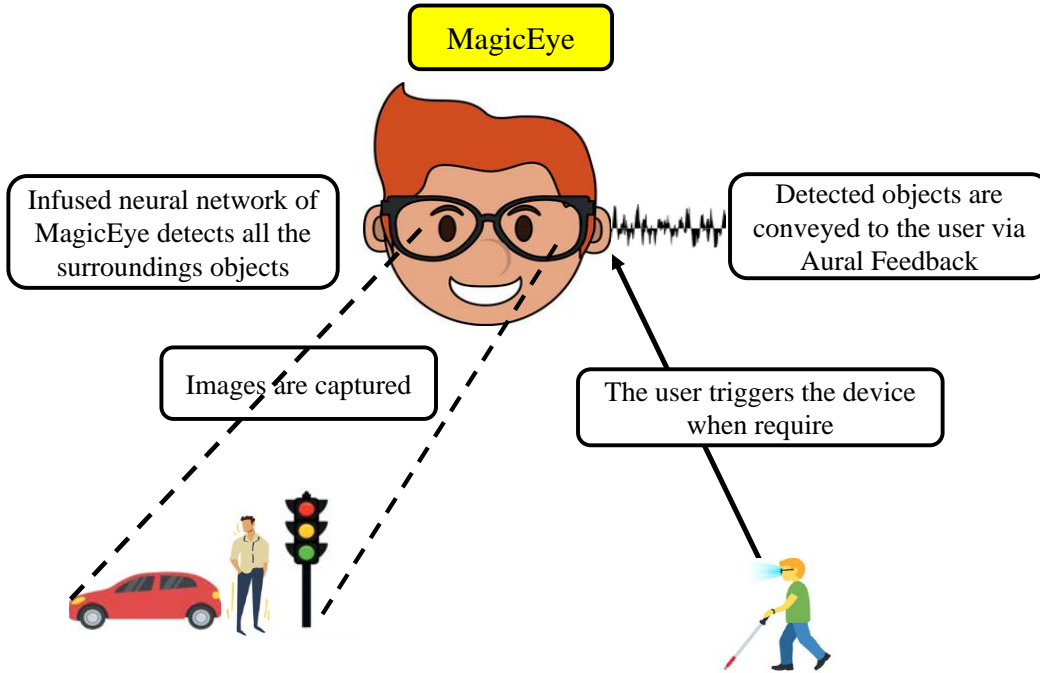 MagicEye
Infused neural network of
MagicEye detects all the
surroundings objects
Detected objects are
conveyed to the user via
Aural Feedback
Images are captured
The user triggers the device
when require